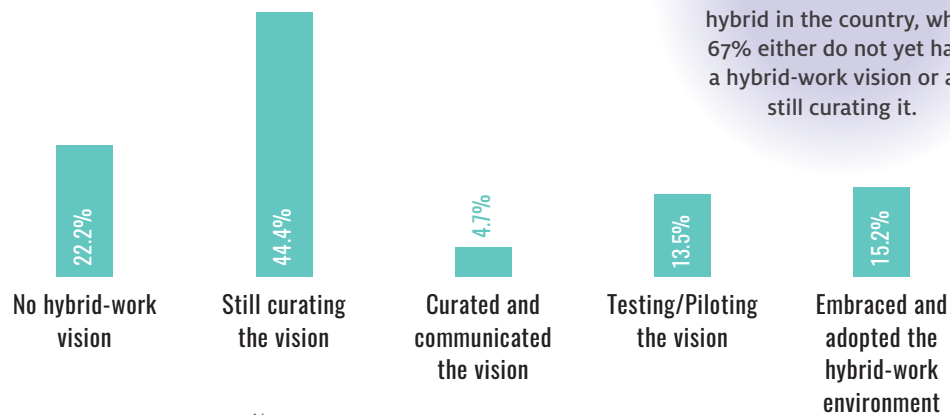 hybrid in the country,
67% either do not yet
a hybrid-work vision or
still curating it.
22.2%
44.4%
4.7%
13.5%
15.2%
No hybrid-work
vision
Still curating
the vision
Curated and
communicated
the vision
Testing/Piloting
the vision
Embraced and
adopted the
hybrid-work
environment